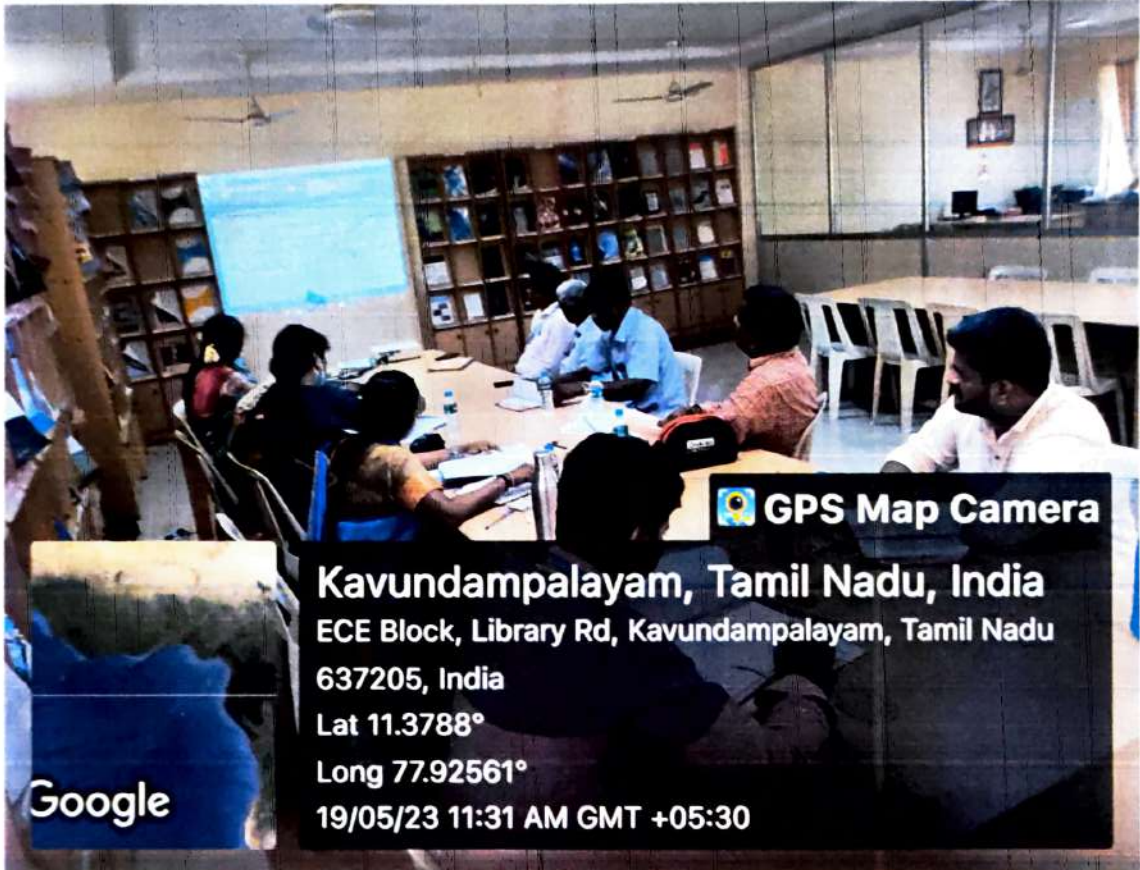 GPS Map Camera
Kavundampalayam, Tamil Nadu, India
ECE Block, Library Rd, Kavundampalayam, Tamil Nadu
637205, India
Lat 11.3788°
Long 77.92561°
19/05/23 11:31 AM GMT +05:30
Google